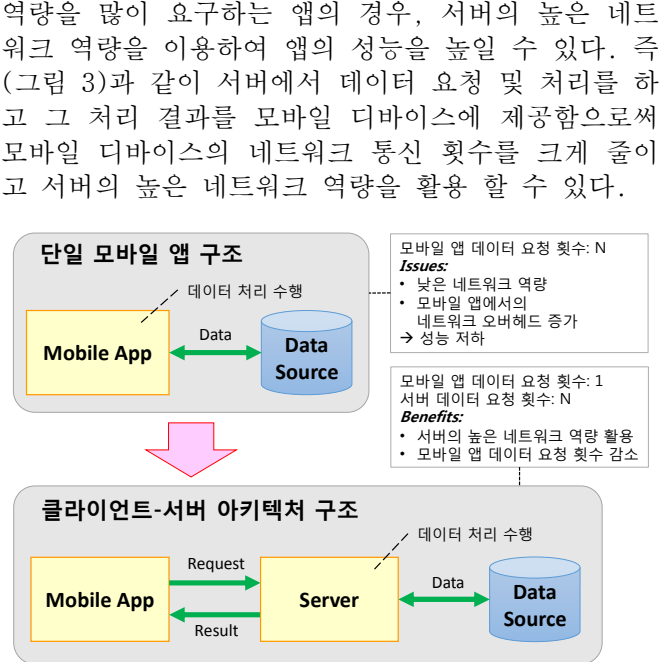 역량을 많이 요구하는 앱의 경우, 서버의 높은 네트
워크 역량을 이용하여 앱의 성능을 높일 수 있다. 즉
(그림 3)과 같이 서버에서 데이터 요청 및 처리를 하
고 그 처리 결과를 모바일 디바이스에 제공함으로써
모바일 디바이스의 네트워크 통신 횟수를 크게 줄이
고 서버의 높은 네트워크 역량을 활용 할 수 있다.
단일 모바일 앱 구조
데이터 처리 수행
Mobile App
Data
Data
Source
모바일 앱 데이터 요청 횟수: N
Issues:
• 낮은 네트워크 역량
• 모바일 앱에서의
네트워크 오버헤드 증가
→ 성능 저하
모바일 앱 데이터 요청 횟수: 1
서버 데이터 요청 횟수: N
Benefits:
• 서버의 높은 네트워크 역량 활용
• 모바일 앱 데이터 요청 횟수 감소
클라이언트-서버 아키텍처 구조
데이터 처리 수행
Mobile App
Request
Result
Server
Data
Data
Source